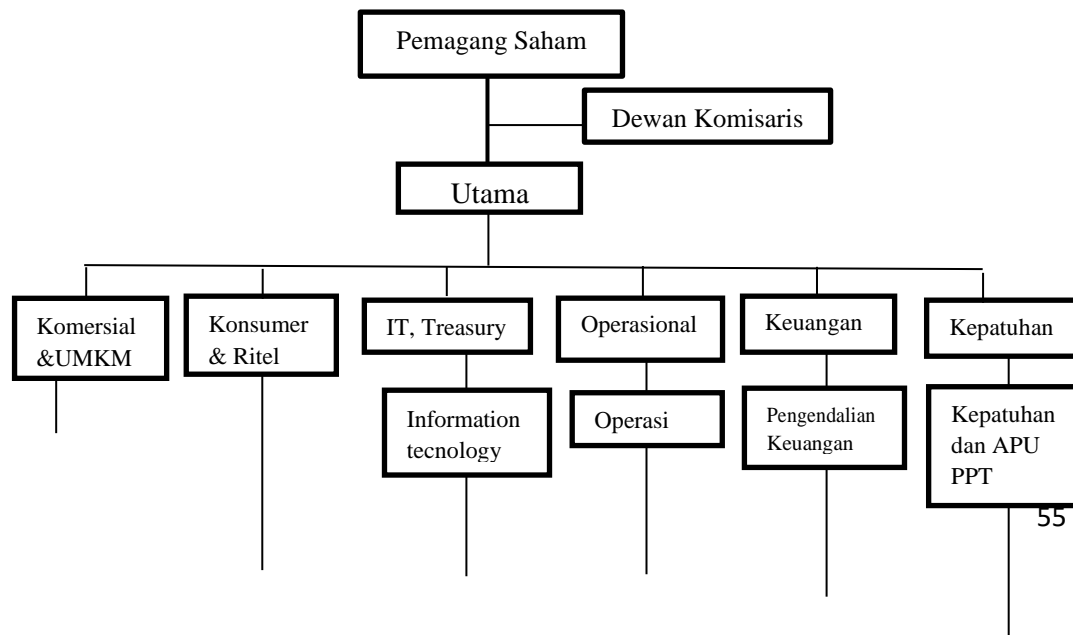 Pemagang Saham
Dewan Komisaris
Utama
Komersial
&UMKM
Konsumer
& Ritel
IT, Treasury
Operasional
Keuangan
Kepatuhan
Information
tecnology
Operasi
Pengendalian
Keuangan
Kepatuhan
dan APU
PPT
55